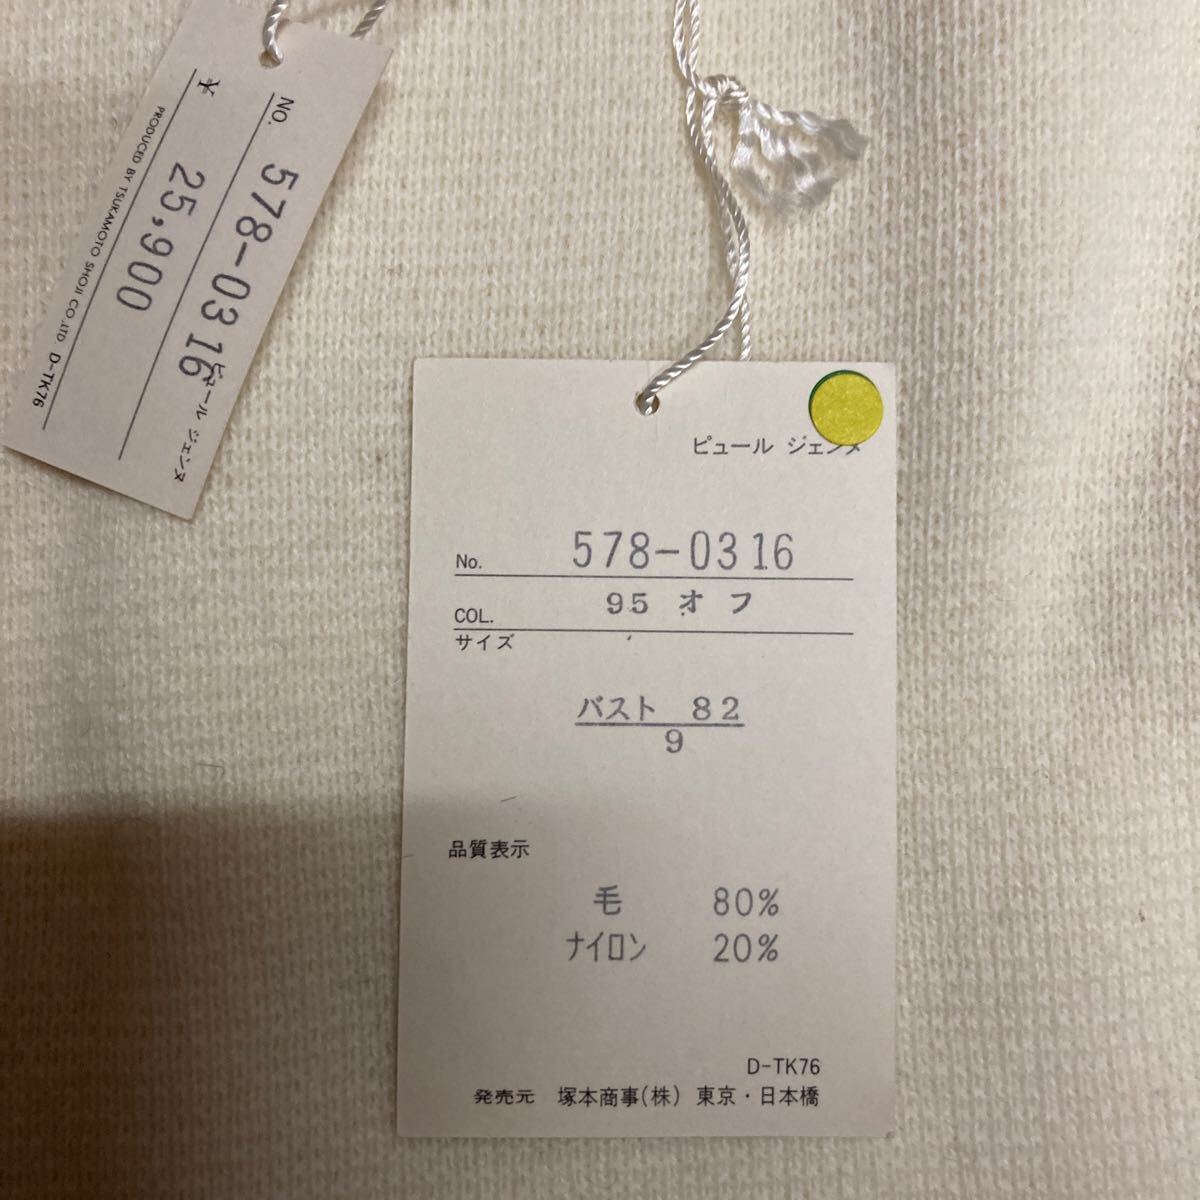 NO. 578-0316
ピュール ジェンヌ
¥ 25,900
PRODUCED BY TSUKAMOTO SHOJI CO.,LTD. D-TK76
ピュール ジェンヌ
No. 578-0316
COL. 95 オフ
サイズ
バスト 82
9
品質表示
毛 80%
ナイロン 20%
D-TK76
発売元 塚本商事(株) 東京・日本橋